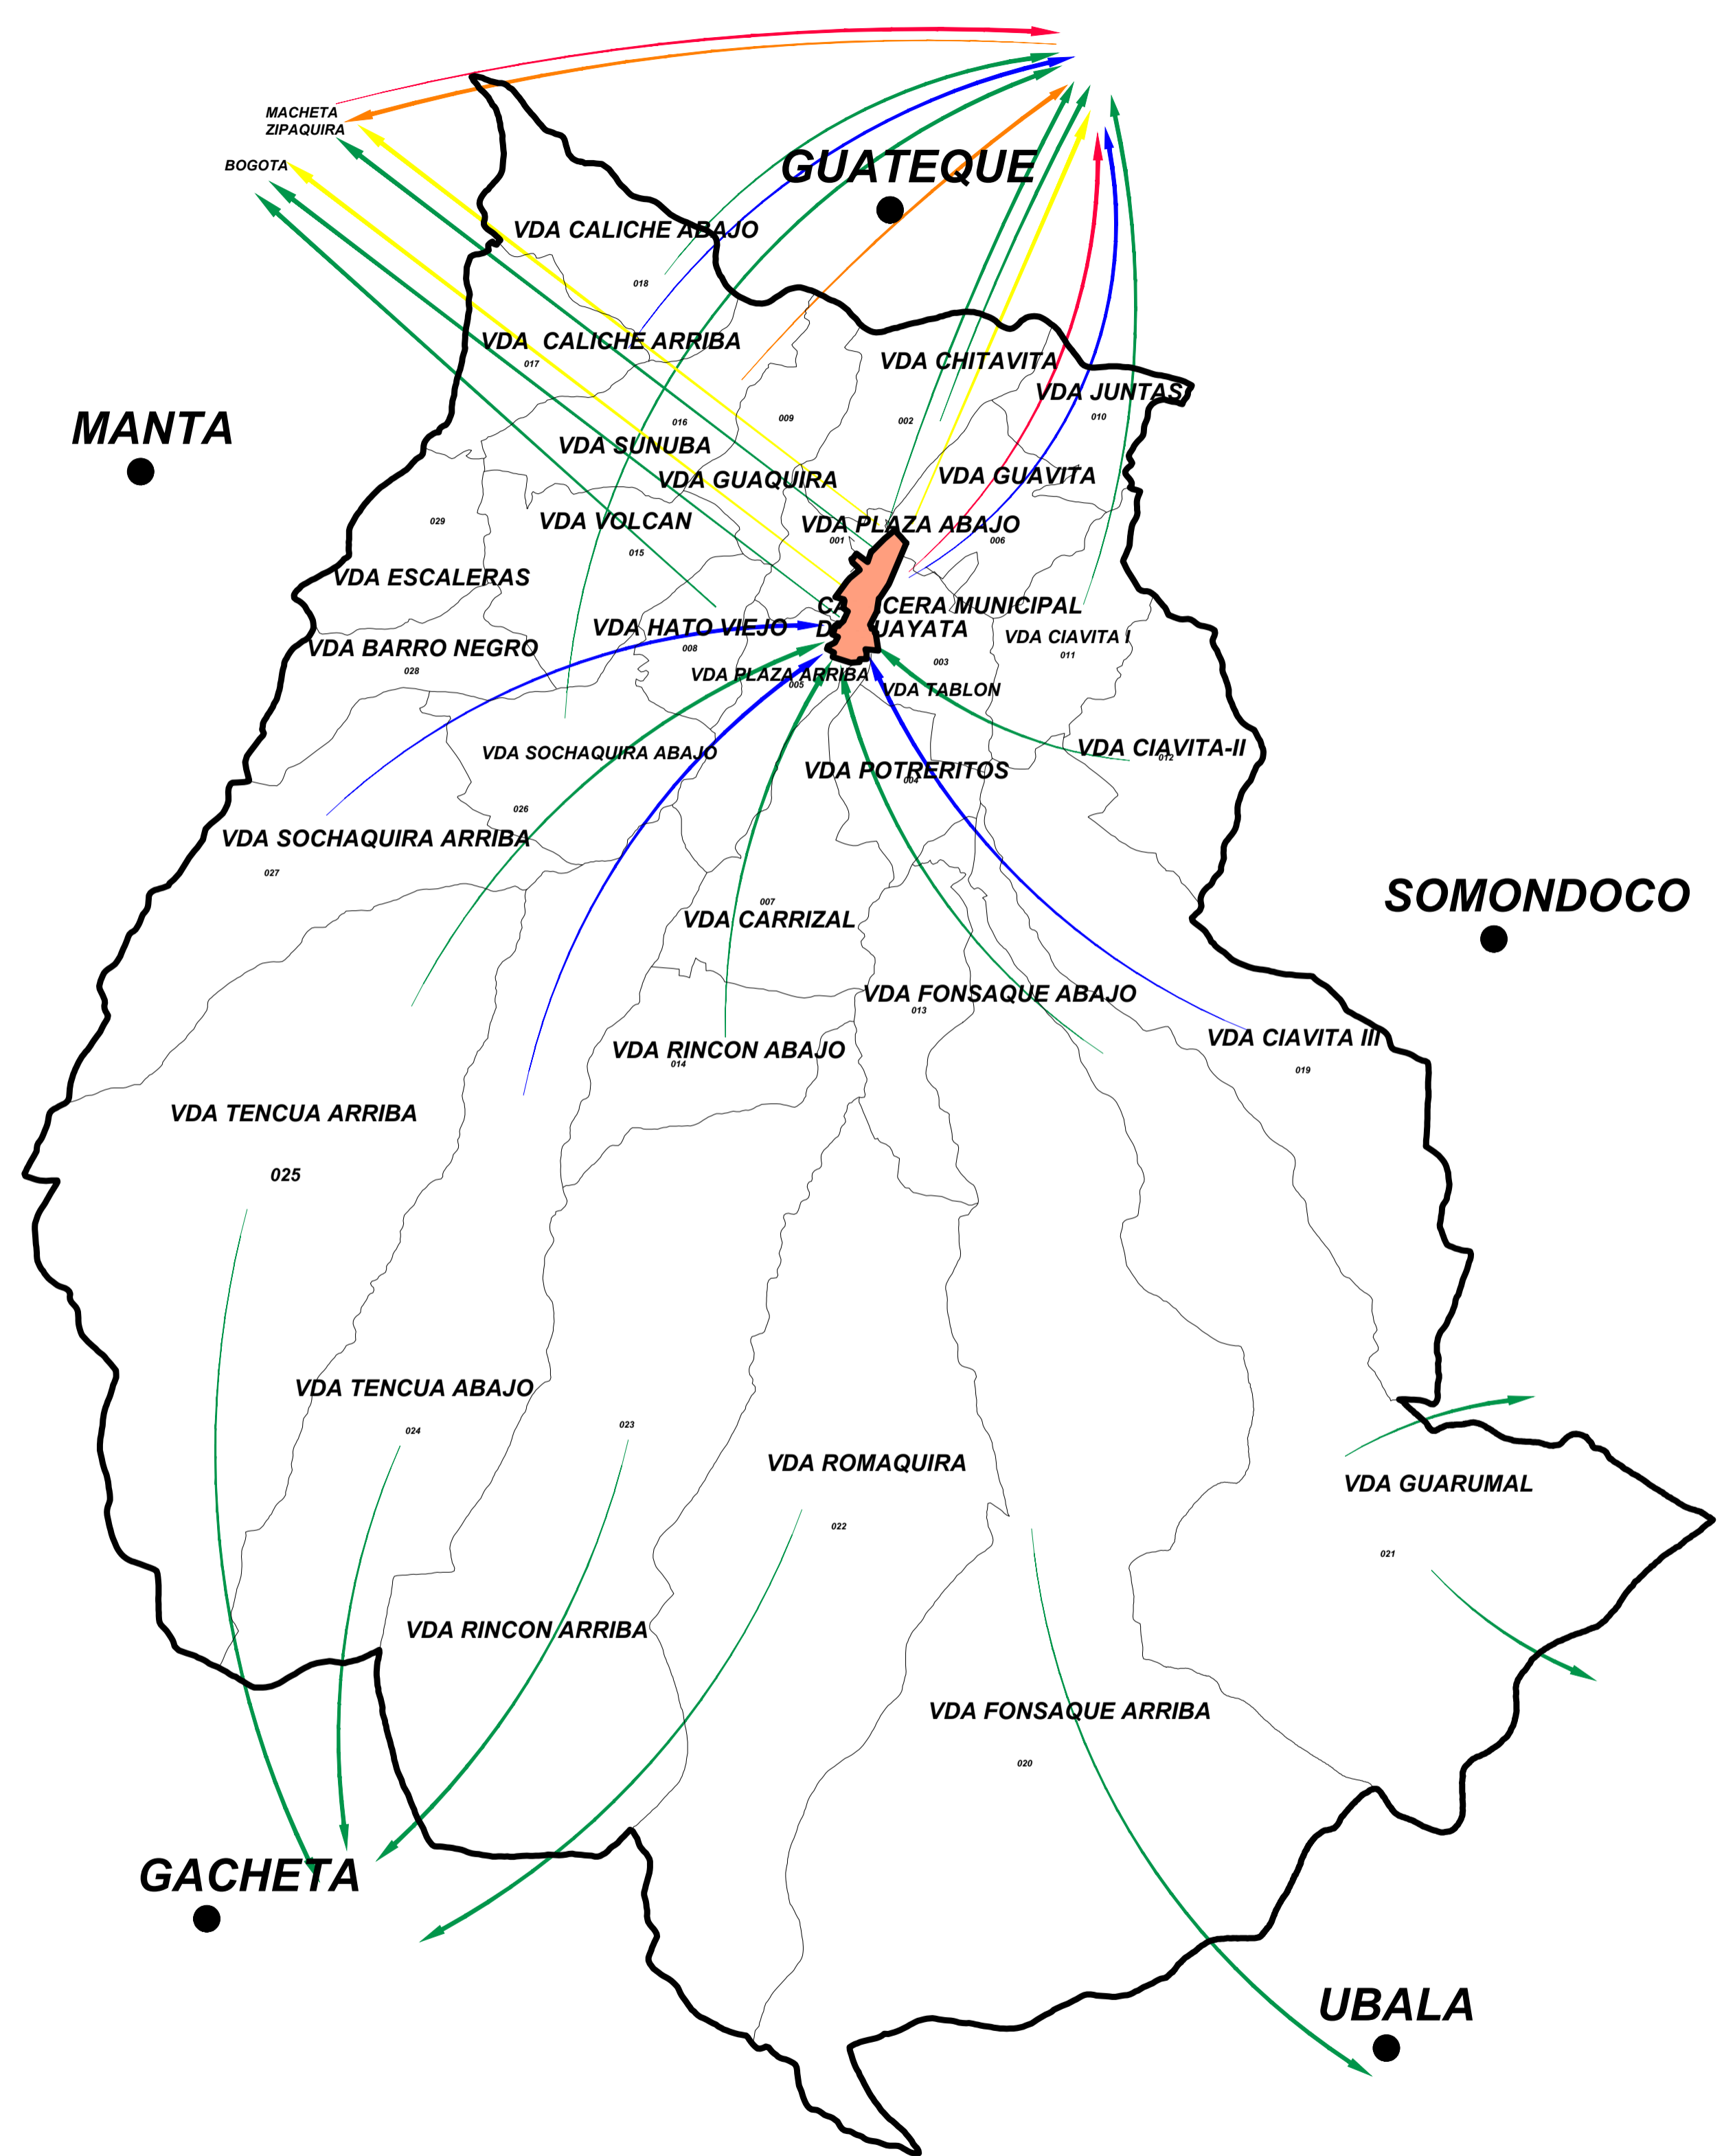 MACHETA
ZIPAQUIRA
BOGOTA
GUATEQUE
VDA CALICHE ABAJO
018
VDA CALICHE ARRIBA
017
VDA CHITAVITA
VDA JUNTAS
010
MANTA
016
009
002
VDA SUNUBA
VDA GUAQUIRA
VDA GUAVITA
029
VDA VOLCAN
VDA PLAZA ABAJO
001
006
015
VDA ESCALERAS
CABECERA MUNICIPAL
DE GUAYATA
VDA HATO VIEJO
VDA CIAVITA I
011
VDA BARRO NEGRO
008
028
003
VDA PLAZA ARRIBA
005
VDA TABLON
VDA SOCHAQUIRA ABAJO
VDA CIAVITA-II
012
VDA POTRERITOS
004
026
VDA SOCHAQUIRA ARRIBA
027
SOMONDOCO
007
VDA CARRIZAL
VDA FONSAQUE ABAJO
013
VDA CIAVITA III
VDA RINCON ABAJO
014
019
VDA TENCUA ARRIBA
025
VDA TENCUA ABAJO
024
023
VDA ROMAQUIRA
022
VDA GUARUMAL
021
VDA RINCON ARRIBA
VDA FONSAQUE ARRIBA
020
GACHETA
UBALA